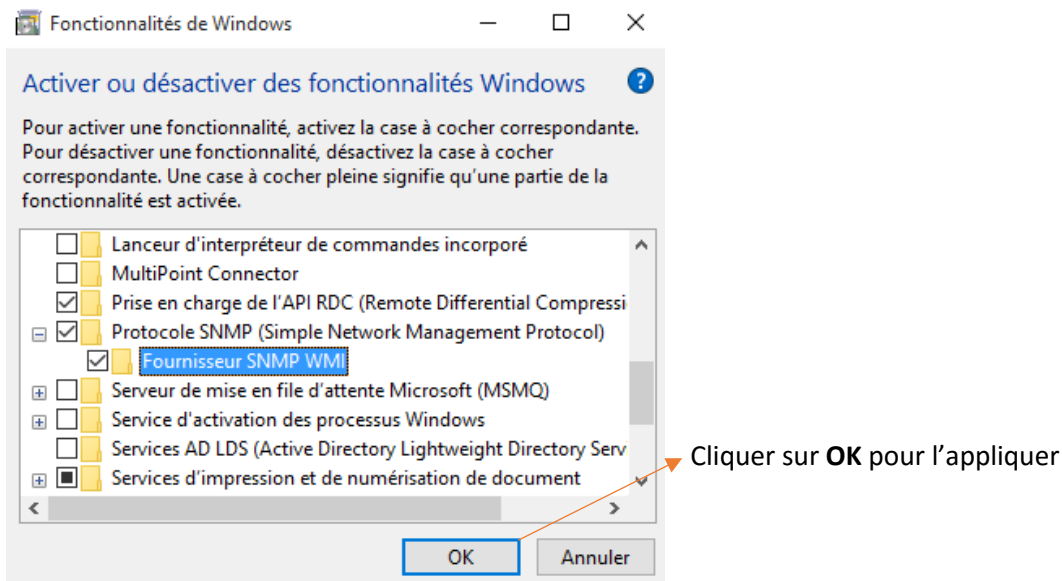 Fonctionnalités de Windows
Activer ou désactiver des fonctionnalités Windows
?
Pour activer une fonctionnalité, activez la case à cocher correspondante.
Pour désactiver une fonctionnalité, désactivez la case à cocher
correspondante. Une case à cocher pleine signifie qu'une partie de la
fonctionnalité est activée.
Lanceur d'interpréteur de commandes incorporé
MultiPoint Connector
Prise en charge de l'API RDC (Remote Differential Compressi
Protocole SNMP (Simple Network Management Protocol)
Fournisseur SNMP WMI
Serveur de mise en file d'attente Microsoft (MSMQ)
Service d'activation des processus Windows
Services AD LDS (Active Directory Lightweight Directory Serv
Services d'impression et de numérisation de document
Cliquer sur OK pour l'appliquer
OK
Annuler